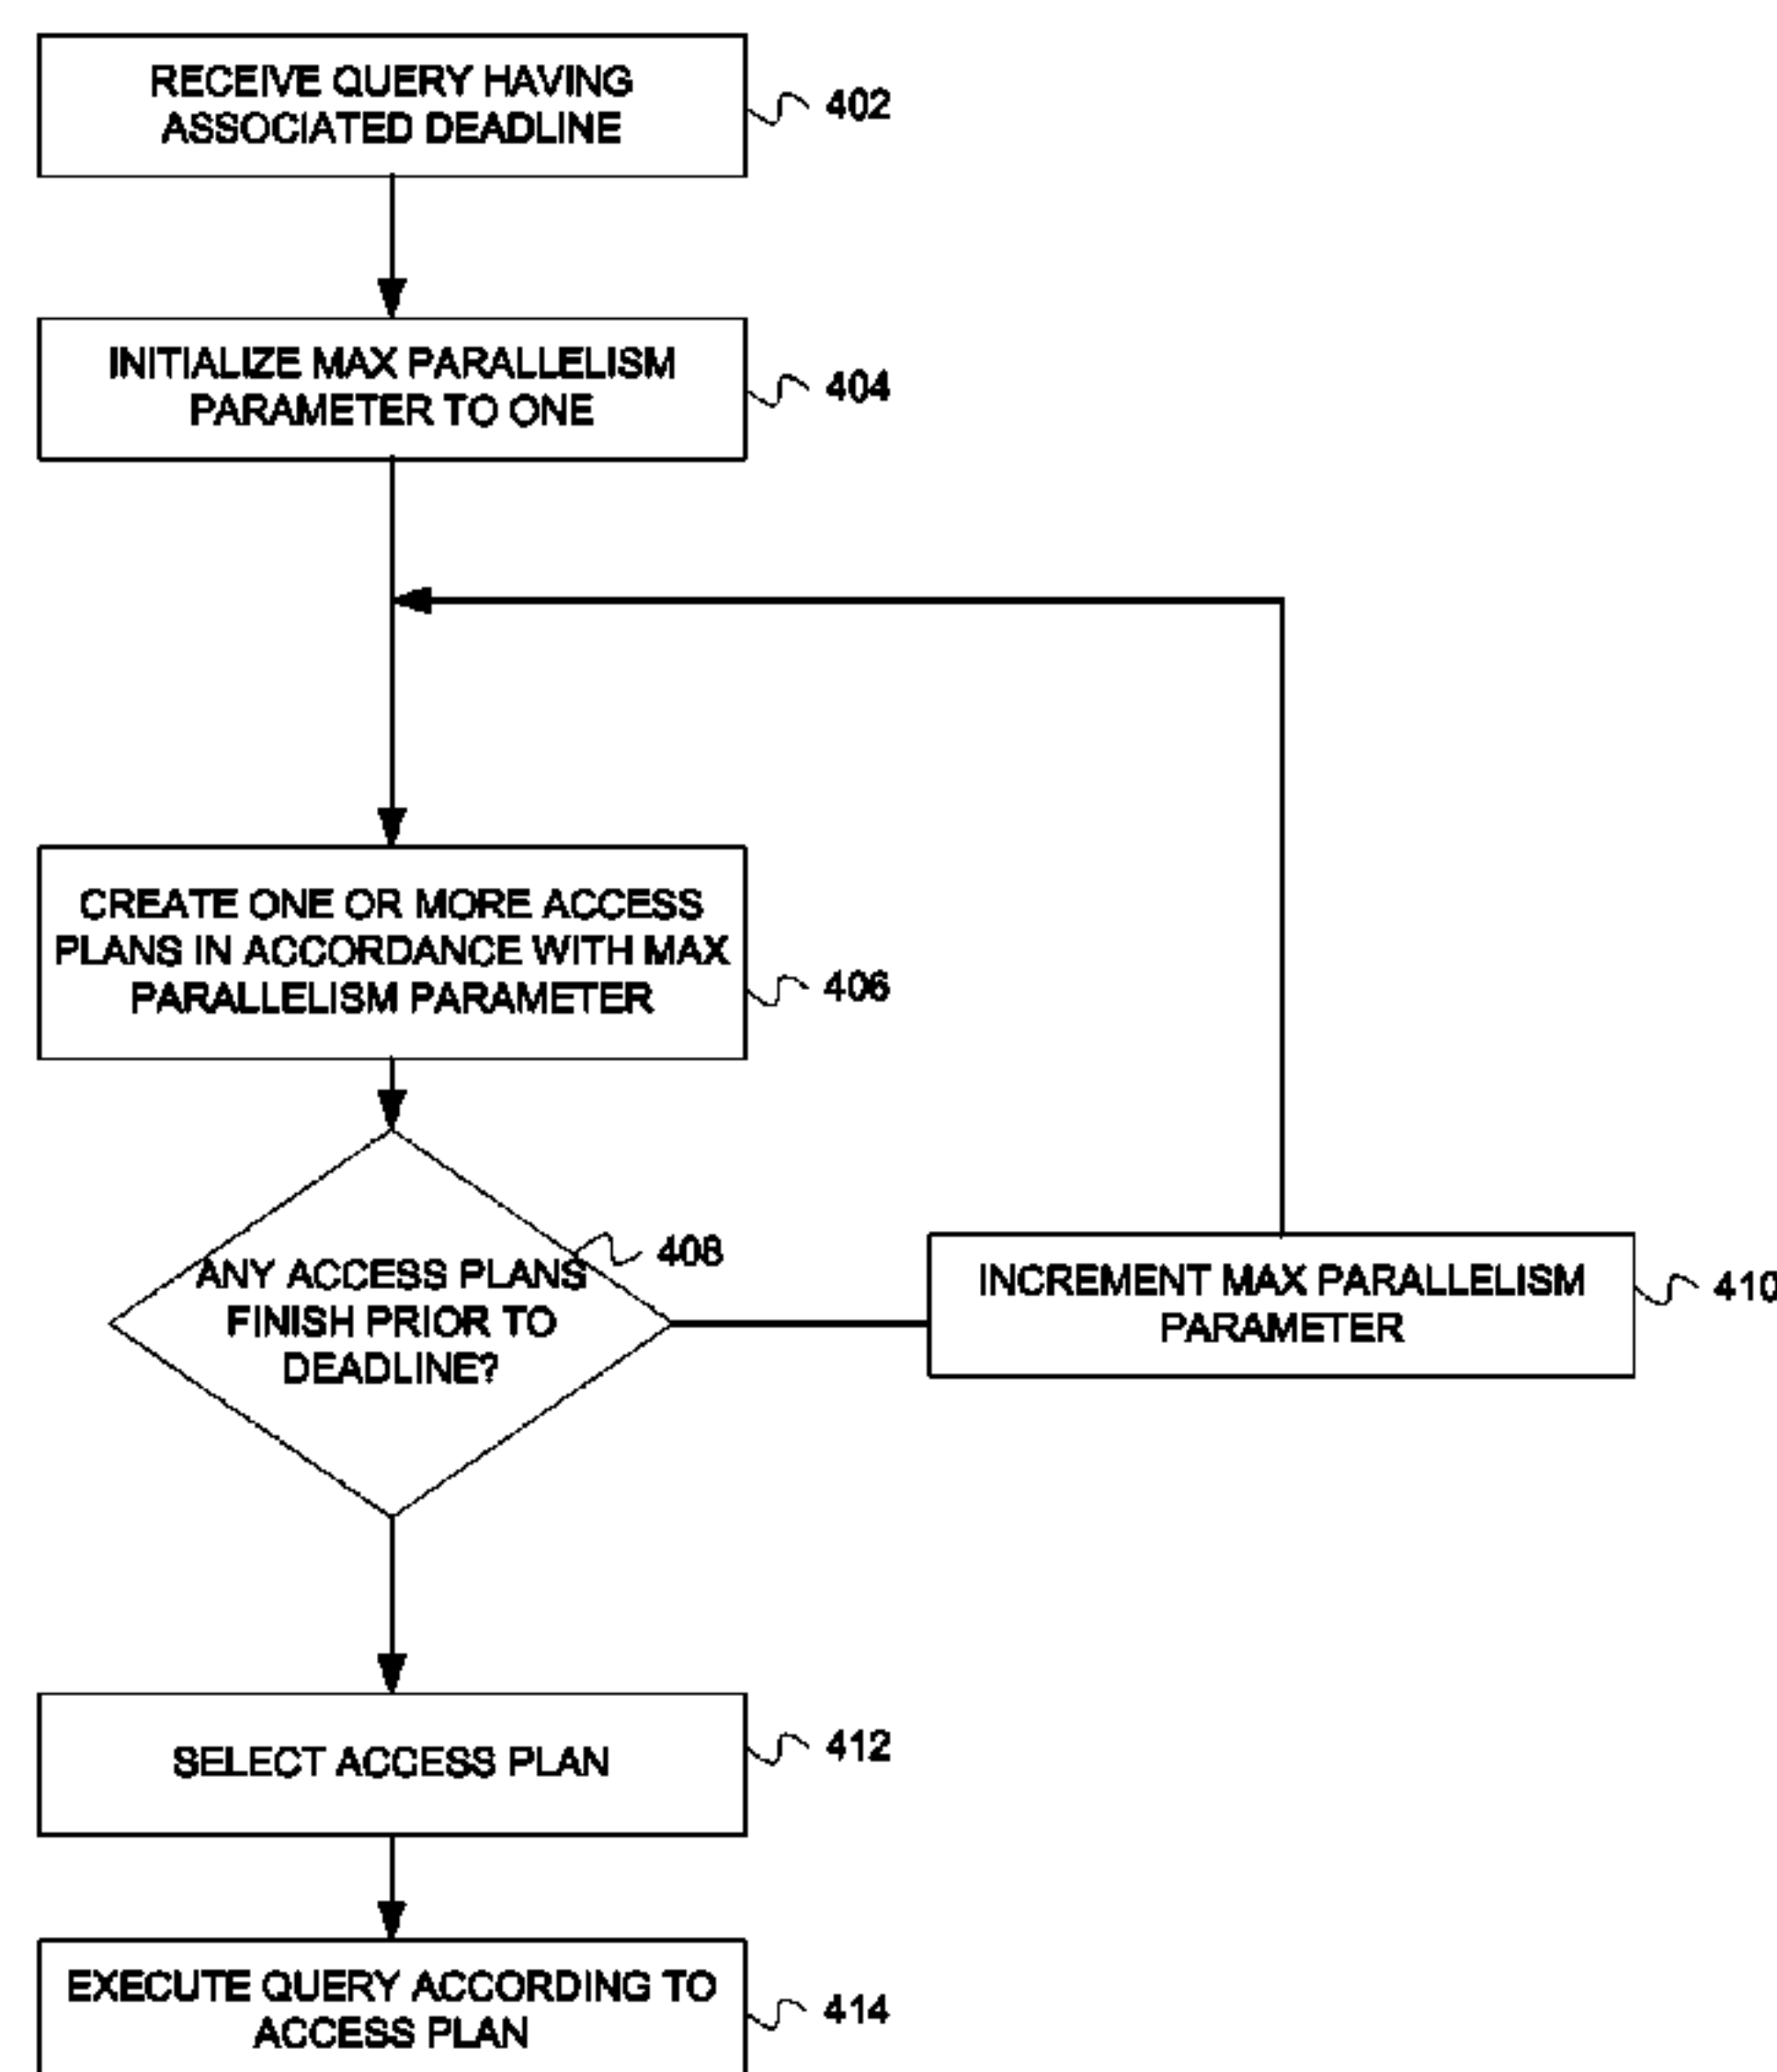 RECEIVE QUERY HAVING
ASSOCIATED DEADLINE
402
INITIALIZE MAX PARALLELISM
PARAMETER TO ONE
404
CREATE ONE OR MORE ACCESS
PLANS IN ACCORDANCE WITH MAX
PARALLELISM PARAMETER
406
408
ANY ACCESS PLANS
FINISH PRIOR TO
DEADLINE?
INCREMENT MAX PARALLELISM
PARAMETER
410
SELECT ACCESS PLAN
412
EXECUTE QUERY ACCORDING TO
ACCESS PLAN
414